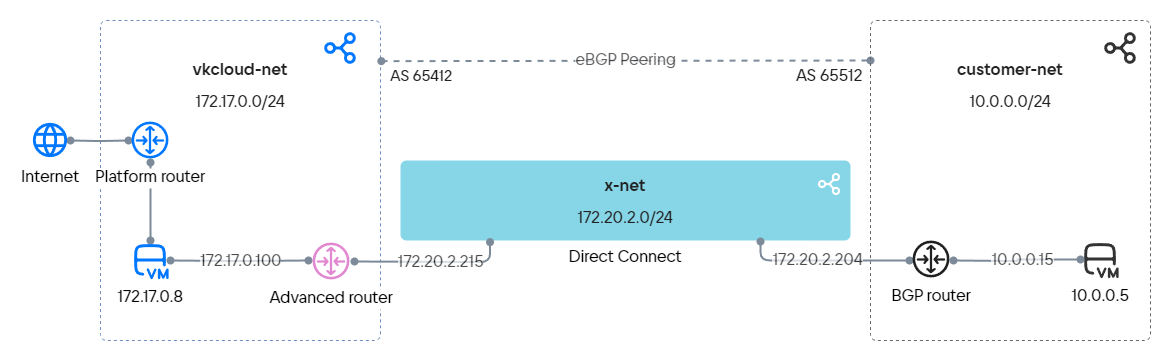 vkcloud-net
172.17.0.0/24
eBGP Peering
AS 65412
AS 65512
customer-net
10.0.0.0/24
Internet
Platform router
x-net
172.20.2.0/24
Direct Connect
VM
172.17.0.8
172.17.0.100
Advanced router
172.20.2.215
172.20.2.204
BGP router
10.0.0.15
VM
10.0.0.5